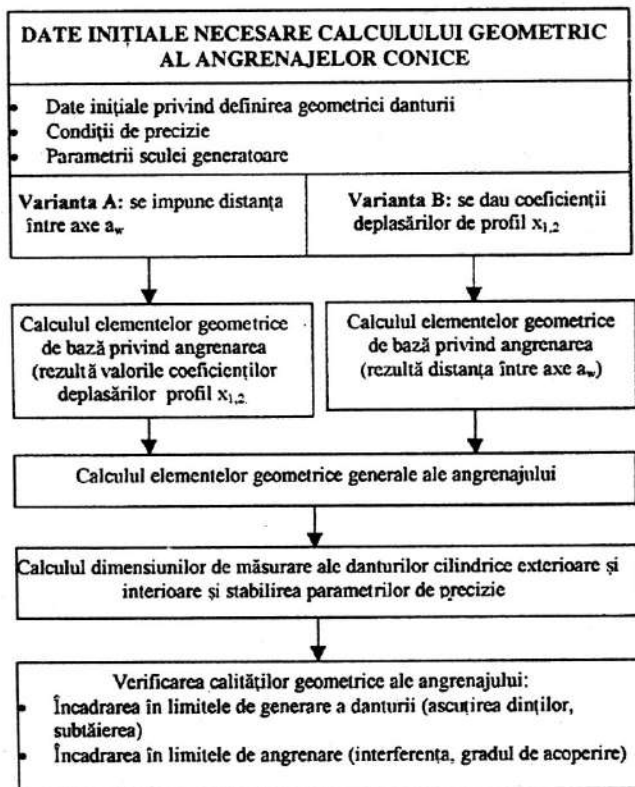 DATE INIȚIALE NECESARE CALCULULUI GEOMETRIC
AL ANGRENAJELOR CONICE
• Date inițiale privind definirea geometrici danturii
• Condiții de precizie
• Parametrii sculei generatoare
Varianta A: se impune distanța
între axe a_w
Varianta B: se dau coeficienții
deplasărilor de profil x_1,2
Calculul elementelor geometrice
de bază privind angrenarea
(rezultă valorile coeficienților
deplasărilor profil x_1,2.
Calculul elementelor geometrice
de bază privind angrenarea
(rezultă distanța între axe a_w)
Calculul elementelor geometrice generale ale angrenajului
Calculul dimensiunilor de măsurare ale danturilor cilindrice exterioare și
interioare și stabilirea parametrilor de precizie
Verificarea calităților geometrice ale angrenajului:
• Încadrarea în limitele de generare a danturii (ascuțirea dinților,
subtăierea)
• Încadrarea în limitele de angrenare (interferența, gradul de acoperire)